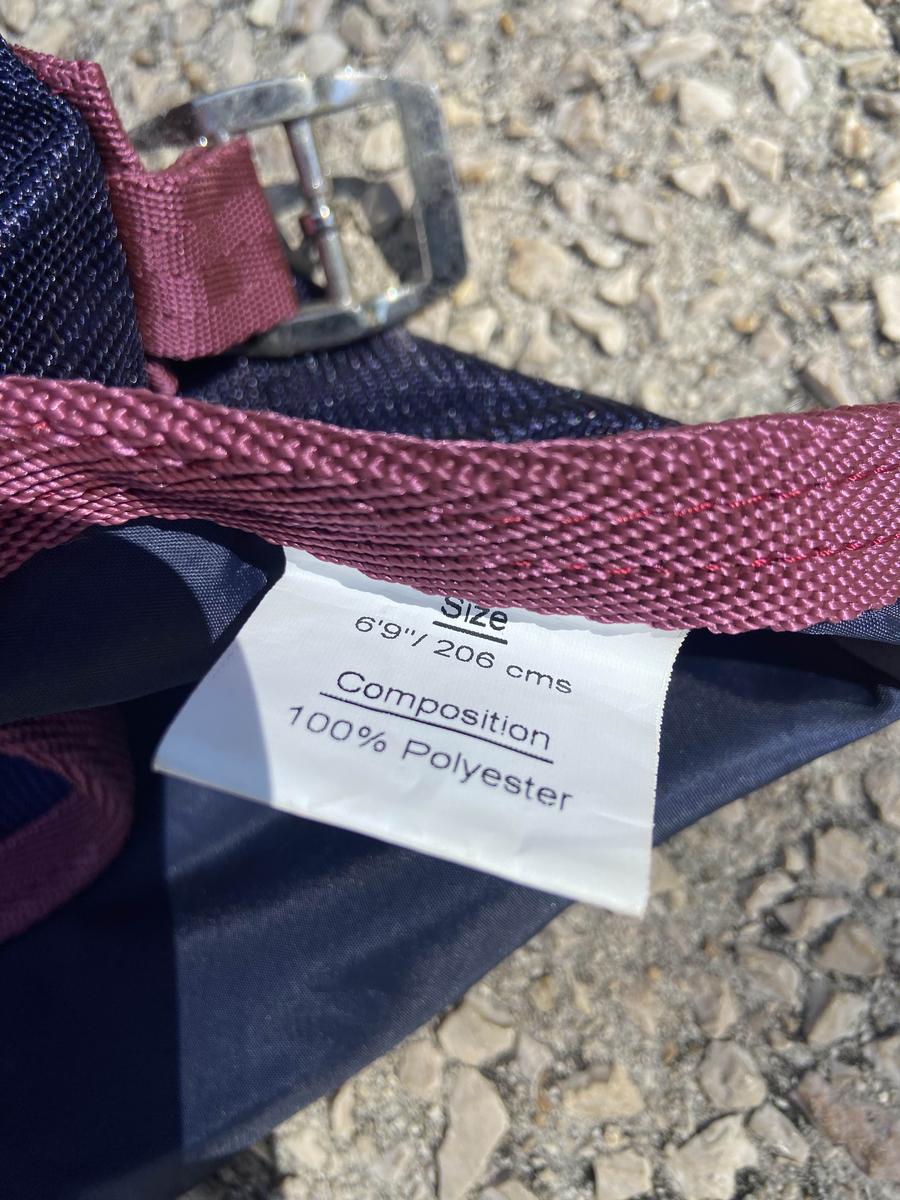 Size
6'9"/ 206 cms
Composition
100% Polyester